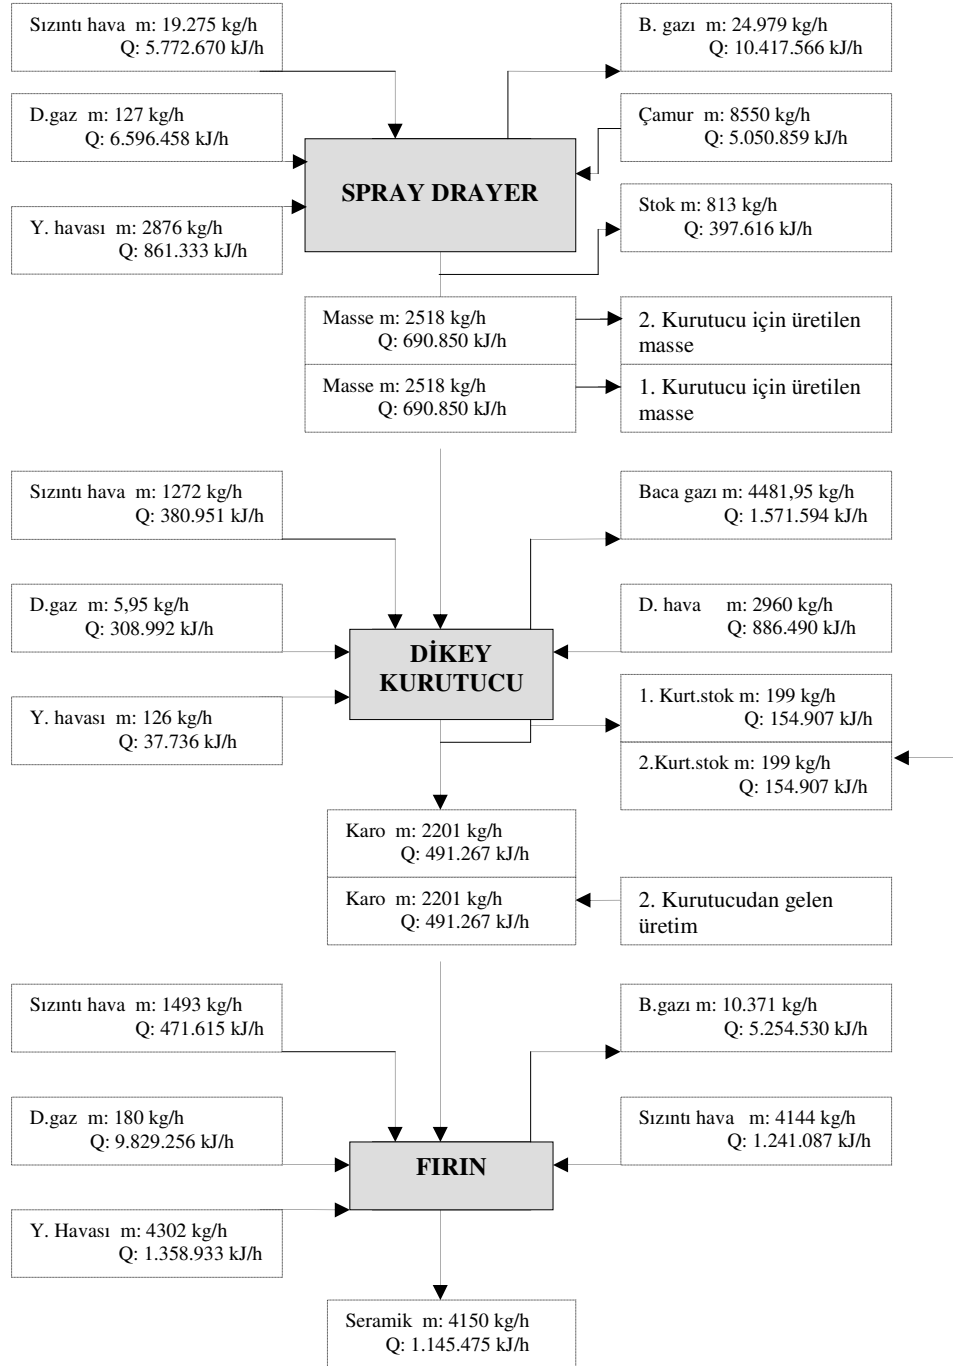 Sızıntı hava m: 19.275 kg/h
Q: 5.772.670 kJ/h
B. gazı m: 24.979 kg/h
Q: 10.417.566 kJ/h
D.gaz m: 127 kg/h
Q: 6.596.458 kJ/h
Çamur m: 8550 kg/h
Q: 5.050.859 kJ/h
SPRAY DRAYER
Y. havası m: 2876 kg/h
Q: 861.333 kJ/h
Stok m: 813 kg/h
Q: 397.616 kJ/h
Masse m: 2518 kg/h
Q: 690.850 kJ/h
2. Kurutucu için üretilen
masse
Masse m: 2518 kg/h
Q: 690.850 kJ/h
1. Kurutucu için üretilen
masse
Sızıntı hava m: 1272 kg/h
Q: 380.951 kJ/h
Baca gazı m: 4481,95 kg/h
Q: 1.571.594 kJ/h
D.gaz m: 5,95 kg/h
Q: 308.992 kJ/h
D. hava m: 2960 kg/h
Q: 886.490 kJ/h
DİKEY
KURUTUCU
Y. havası m: 126 kg/h
Q: 37.736 kJ/h
1. Kurt.stok m: 199 kg/h
Q: 154.907 kJ/h
2.Kurt.stok m: 199 kg/h
Q: 154.907 kJ/h
Karo m: 2201 kg/h
Q: 491.267 kJ/h
Karo m: 2201 kg/h
Q: 491.267 kJ/h
2. Kurutucudan gelen
üretim
Sızıntı hava m: 1493 kg/h
Q: 471.615 kJ/h
B.gazı m: 10.371 kg/h
Q: 5.254.530 kJ/h
D.gaz m: 180 kg/h
Q: 9.829.256 kJ/h
Sızıntı hava m: 4144 kg/h
Q: 1.241.087 kJ/h
FIRIN
Y. Havası m: 4302 kg/h
Q: 1.358.933 kJ/h
Seramik m: 4150 kg/h
Q: 1.145.475 kJ/h